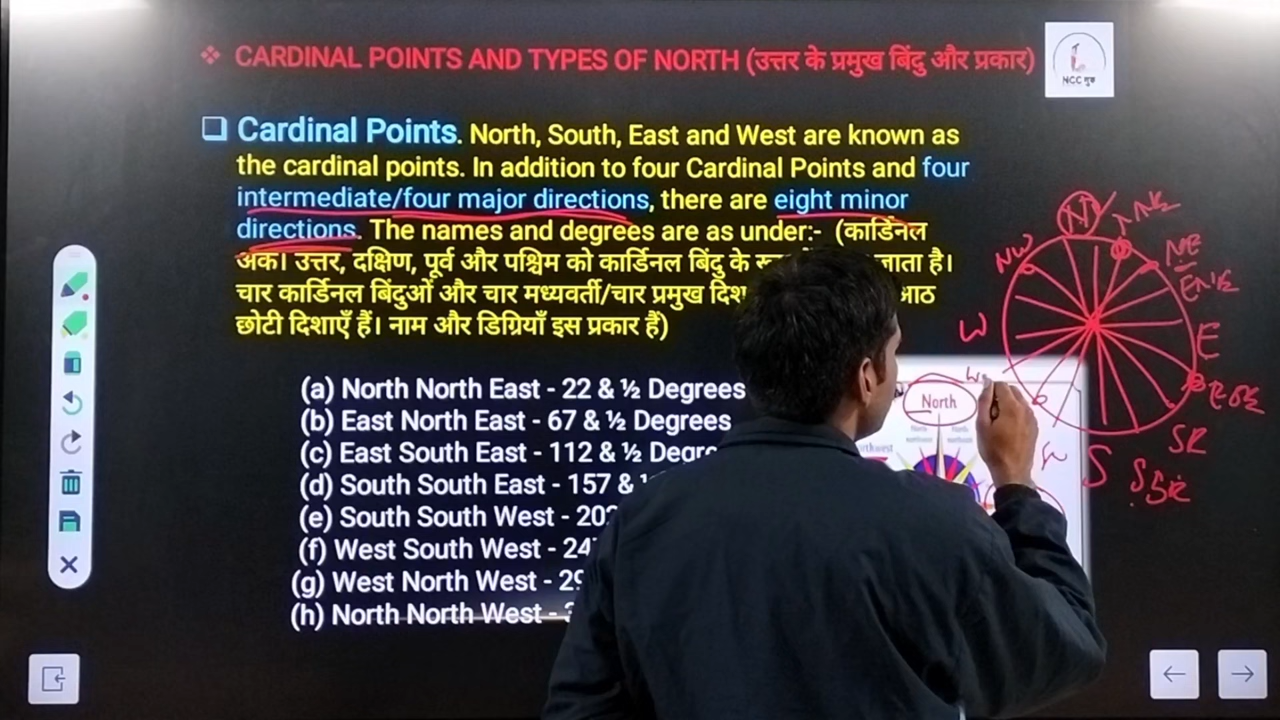 ❖ CARDINAL POINTS AND TYPES OF NORTH (उत्तर के प्रमुख बिंदु और प्रकार)
NCC गुरु
❑ Cardinal Points. North, South, East and West are known as
the cardinal points. In addition to four Cardinal Points and four
intermediate/four major directions, there are eight minor
directions. The names and degrees are as under:- (कार्डिनल
अंक। उत्तर, दक्षिण, पूर्व और पश्चिम को कार्डिनल बिंदु के जाता है।
चार कार्डिनल बिंदुओं और चार मध्यवर्ती/चार प्रमुख आठ
छोटी दिशाएँ हैं। नाम और डिग्रियाँ इस प्रकार हैं)
(a) North North East - 22 & ½ Degrees
(b) East North East - 67 & ½ Degrees
(c) East South East - 112 & ½
(d) South South East - 157 &
(e) South South West - 
(f) West South West - 
(g) West North West - 
(h) North North West - 
North
N
NNE
NE
ENE
E
ESE
SE
SSE
S
W
NW